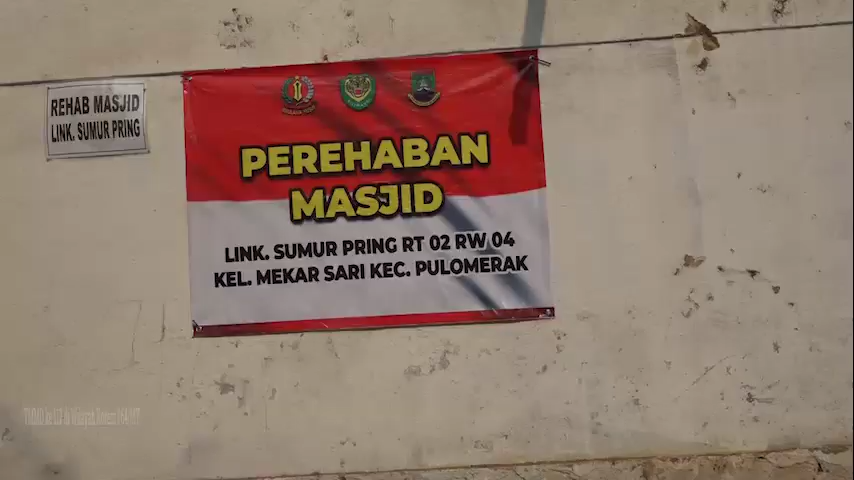 REHAB MASJID
LINK. SUMUR PRING
PEREHABAN
MASJID
LINK. SUMUR PRING RT 02 RW 04
KEL. MEKAR SARI KEC. PULOMERAK